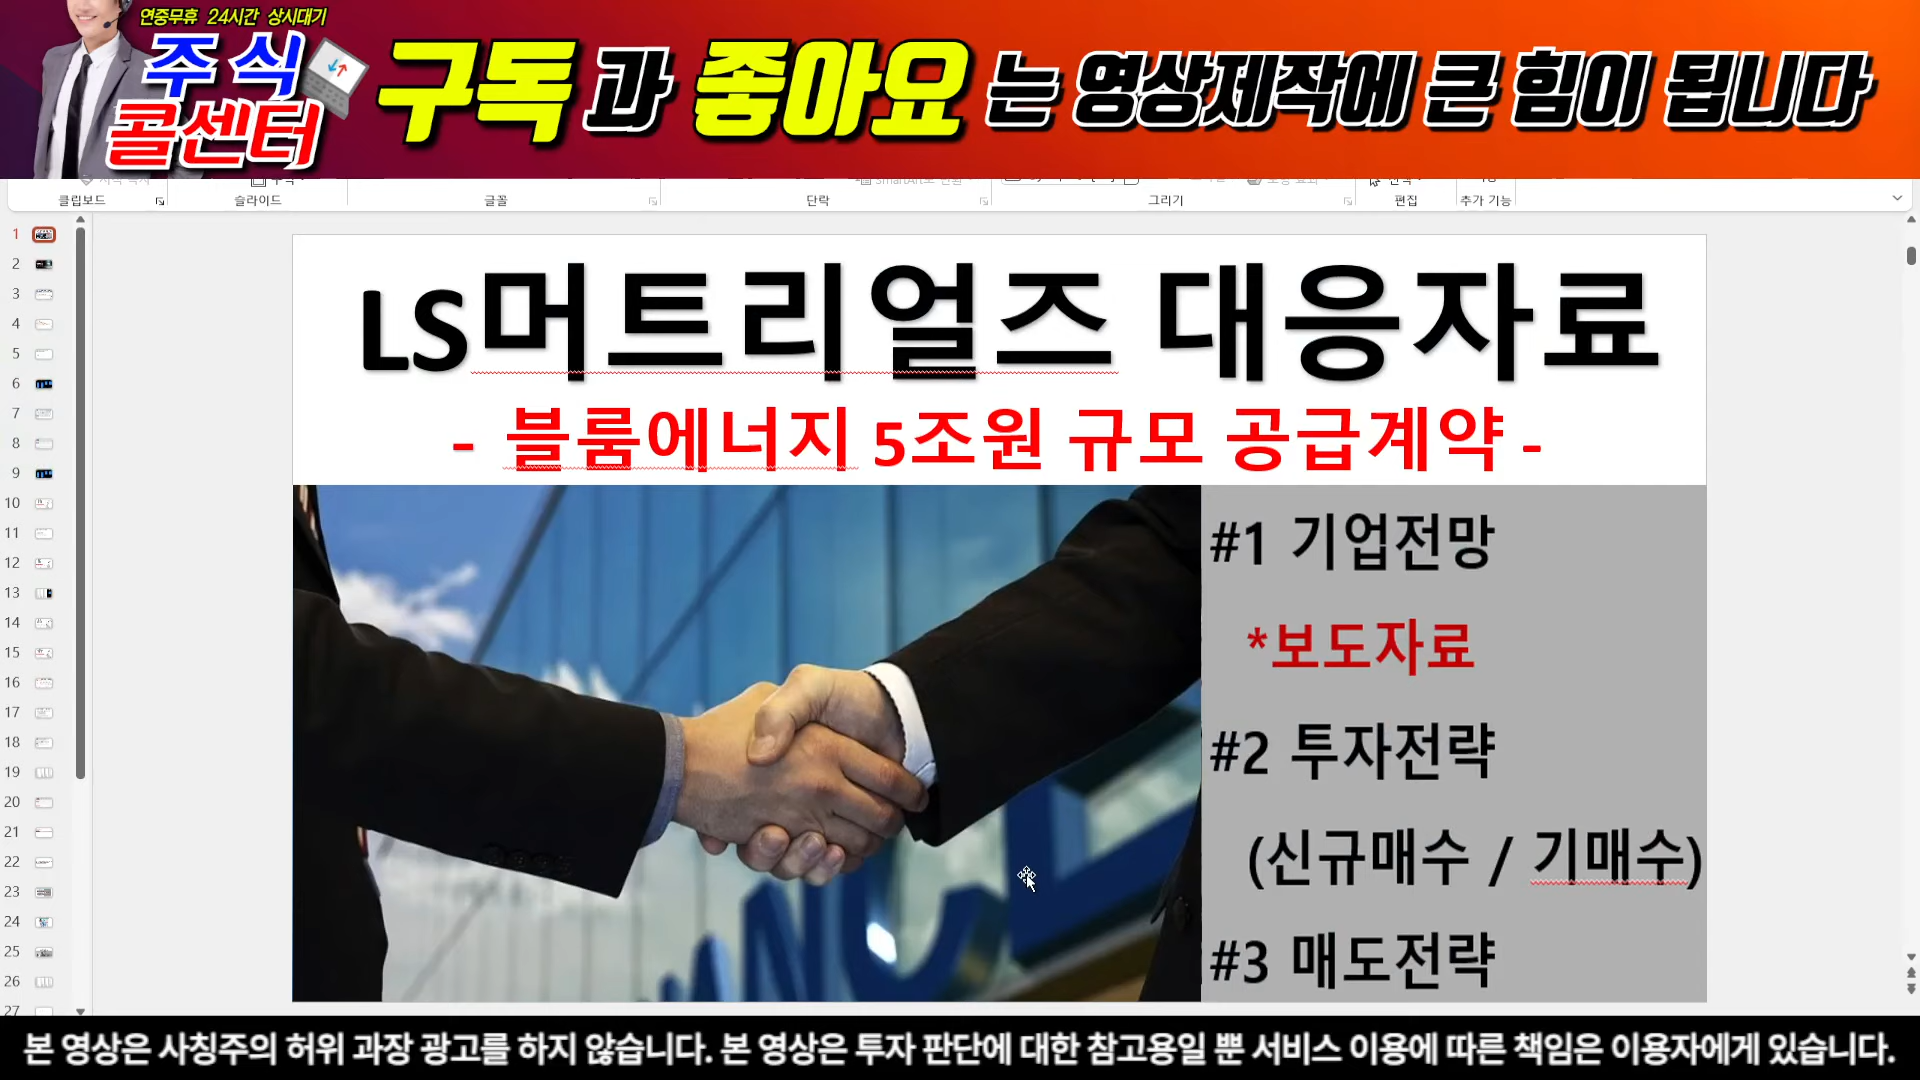 연중무휴 24시간 상시대기
주식
콜센터
구독과 좋아요는 영상제작에 큰 힘이 됩니다
클립보드 슬라이드 글꼴 단락 그리기 편집 추가 기능
LS머트리얼즈 대응자료
- 블룸에너지 5조원 규모 공급계약 -
#1 기업전망
*보도자료
#2 투자전략
(신규매수 / 기매수)
#3 매도전략
1
2
3
4
5
6
7
8
9
10
11
12
13
14
15
16
17
18
19
20
21
22
23
24
25
26
27
본 영상은 사칭주의 허위 과장 광고를 하지 않습니다. 본 영상은 투자 판단에 대한 참고용일 뿐 서비스 이용에 따른 책임은 이용자에게 있습니다.